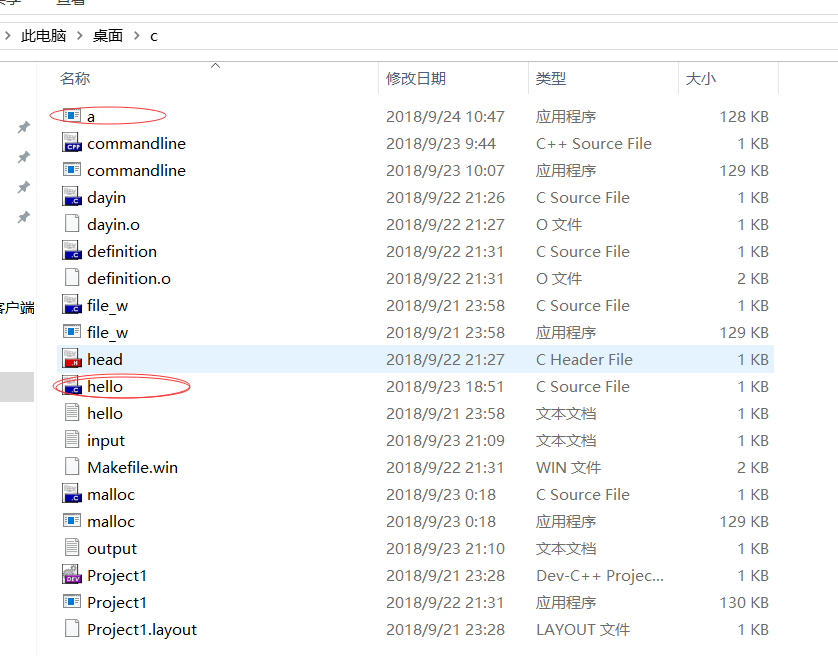 查看
此电脑 > 桌面 > c
名称 修改日期 类型 大小
a 2018/9/24 10:47 应用程序 128 KB
commandline 2018/9/23 9:44 C++ Source File 1 KB
commandline 2018/9/23 10:07 应用程序 129 KB
dayin 2018/9/22 21:26 C Source File 1 KB
dayin.o 2018/9/22 21:27 O 文件 1 KB
definition 2018/9/22 21:31 C Source File 1 KB
definition.o 2018/9/22 21:31 O 文件 2 KB
客户端
file_w 2018/9/21 23:58 C Source File 1 KB
file_w 2018/9/21 23:58 应用程序 129 KB
head 2018/9/22 21:27 C Header File 1 KB
hello 2018/9/23 18:51 C Source File 1 KB
hello 2018/9/21 23:58 文本文档 1 KB
input 2018/9/23 21:09 文本文档 1 KB
Makefile.win 2018/9/22 21:31 WIN 文件 2 KB
malloc 2018/9/23 0:18 C Source File 1 KB
malloc 2018/9/23 0:18 应用程序 129 KB
output 2018/9/23 21:10 文本文档 1 KB
Project1 2018/9/21 23:28 Dev-C++ Projec... 1 KB
Project1 2018/9/22 21:31 应用程序 130 KB
Project1.layout 2018/9/21 23:28 LAYOUT 文件 1 KB